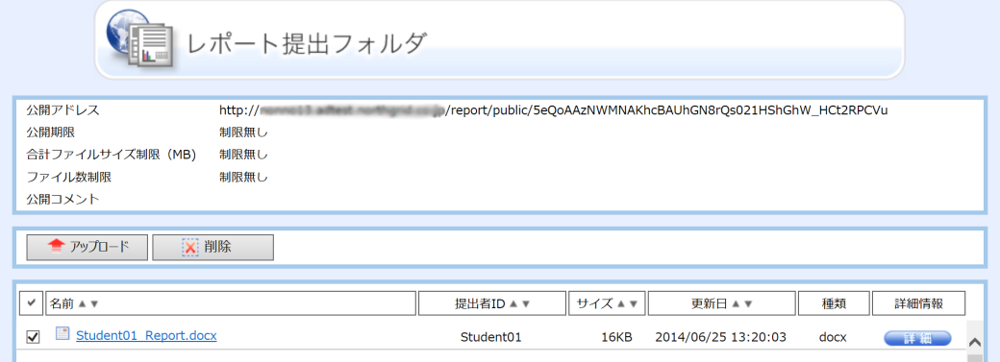 レポート提出フォルダ
公開アドレス http:// /report/public/5eQoAAzNWMNAKhcBAUhGN8rQs021HShGhW_HCt2RPCVu
公開期限 制限無し
合計ファイルサイズ制限（MB） 制限無し
ファイル数制限 制限無し
公開コメント
アップロード 削除
名前 ▲ ▼ 提出者ID ▲ ▼ サイズ ▲ ▼ 更新日 ▲ ▼ 種類 詳細情報
Student01_Report.docx Student01 16KB 2014/06/25 13:20:03 docx 詳細